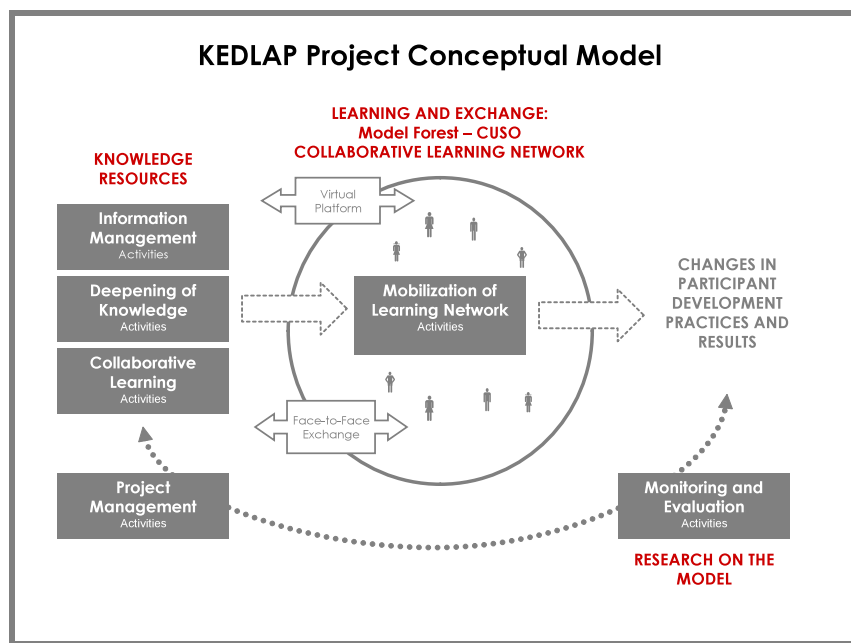 KEDLAP Project Conceptual Model
LEARNING AND EXCHANGE:
Model Forest – CUSO
COLLABORATIVE LEARNING NETWORK
KNOWLEDGE
RESOURCES
Information
Management
Activities
Deepening of
Knowledge
Activities
Collaborative
Learning
Activities
Virtual
Platform
Mobilization of
Learning Network
Activities
Face-to-Face
Exchange
CHANGES IN
PARTICIPANT
DEVELOPMENT
PRACTICES AND
RESULTS
Project
Management
Activities
Monitoring and
Evaluation
Activities
RESEARCH ON THE
MODEL